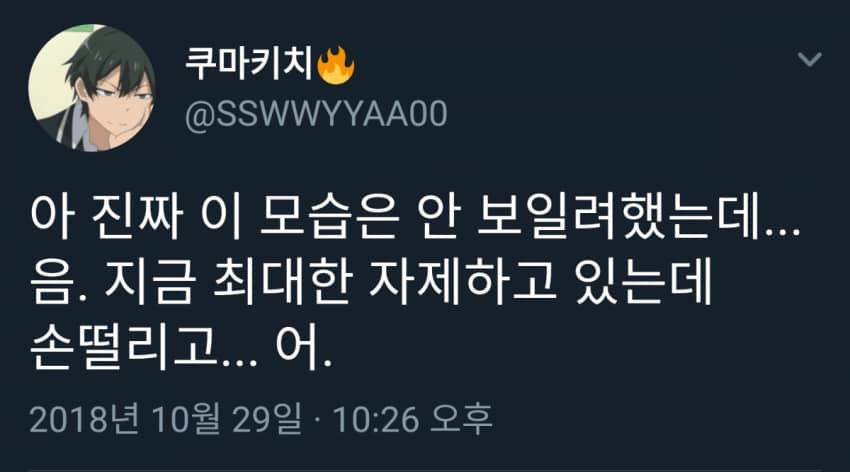 쿠마키치🔥
@SSWWYYAA00
아 진짜 이 모습은 안 보일려했는데...
음. 지금 최대한 자제하고 있는데
손떨리고... 어.
2018년 10월 29일 · 10:26 오후